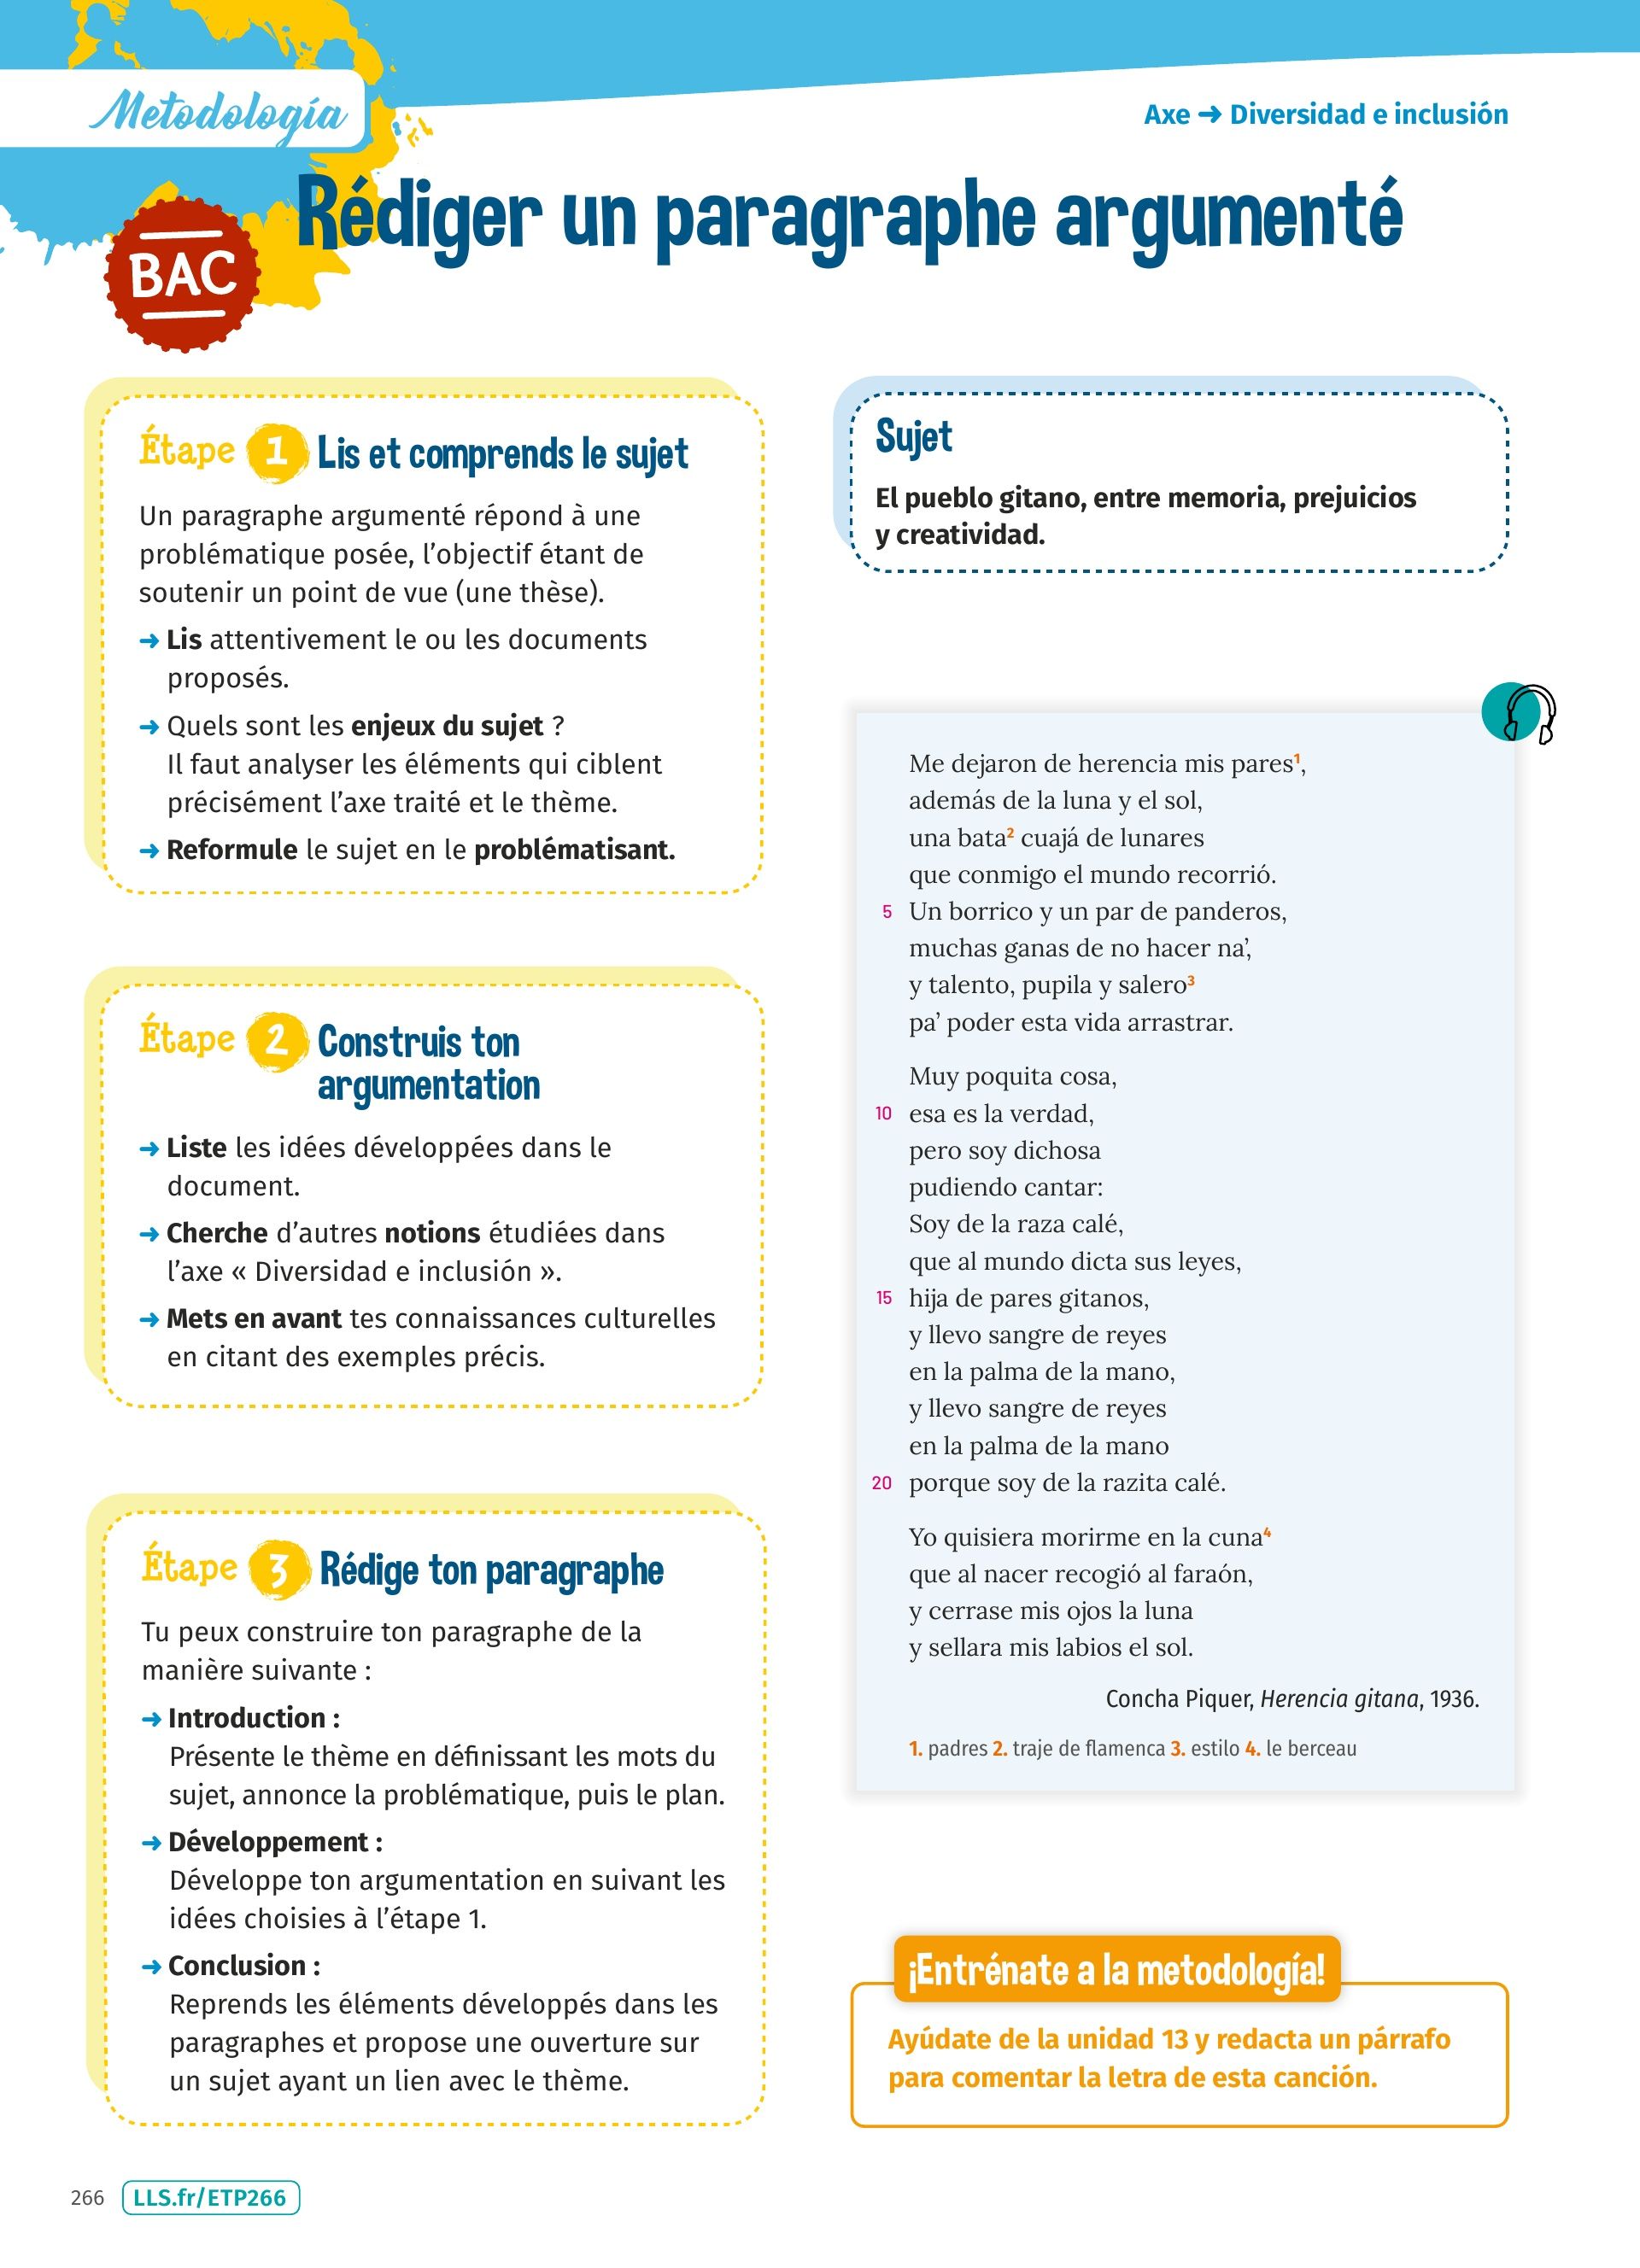 Metodología
Axe ➜ Diversidad e inclusión
BAC
Rédiger un paragraphe argumenté
Étape 1 Lis et comprends le sujet
Un paragraphe argumenté répond à une
problématique posée, l’objectif étant de
soutenir un point de vue (une thèse).
➜ Lis attentivement le ou les documents
proposés.
➜ Quels sont les enjeux du sujet ?
Il faut analyser les éléments qui ciblent
précisément l’axe traité et le thème.
➜ Reformule le sujet en le problématisant.
Étape 2 Construis ton
argumentation
➜ Liste les idées développées dans le
document.
➜ Cherche d’autres notions étudiées dans
l’axe « Diversidad e inclusión ».
➜ Mets en avant tes connaissances culturelles
en citant des exemples précis.
Étape 3 Rédige ton paragraphe
Tu peux construire ton paragraphe de la
manière suivante :
➜ Introduction :
Présente le thème en définissant les mots du
sujet, annonce la problématique, puis le plan.
➜ Développement :
Développe ton argumentation en suivant les
idées choisies à l’étape 1.
➜ Conclusion :
Reprends les éléments développés dans les
paragraphes et propose une ouverture sur
un sujet ayant un lien avec le thème.
Sujet
El pueblo gitano, entre memoria, prejuicios
y creatividad.
Me dejaron de herencia mis pares¹,
además de la luna y el sol,
una bata² cuajá de lunares
que conmigo el mundo recorrió.
5 Un borrico y un par de panderos,
muchas ganas de no hacer na’,
y talento, pupila y salero³
pa’ poder esta vida arrastrar.
Muy poquita cosa,
10 esa es la verdad,
pero soy dichosa
pudiendo cantar:
Soy de la raza calé,
que al mundo dicta sus leyes,
15 hija de pares gitanos,
y llevo sangre de reyes
en la palma de la mano,
y llevo sangre de reyes
en la palma de la mano
20 porque soy de la razita calé.
Yo quisiera morirme en la cuna⁴
que al nacer recogió al faraón,
y cerrase mis ojos la luna
y sellara mis labios el sol.
Concha Piquer, Herencia gitana, 1936.
1. padres 2. traje de flamenca 3. estilo 4. le berceau
¡Entrénate a la metodología!
Ayúdate de la unidad 13 y redacta un párrafo
para comentar la letra de esta canción.
266 LLS.fr/ETP266